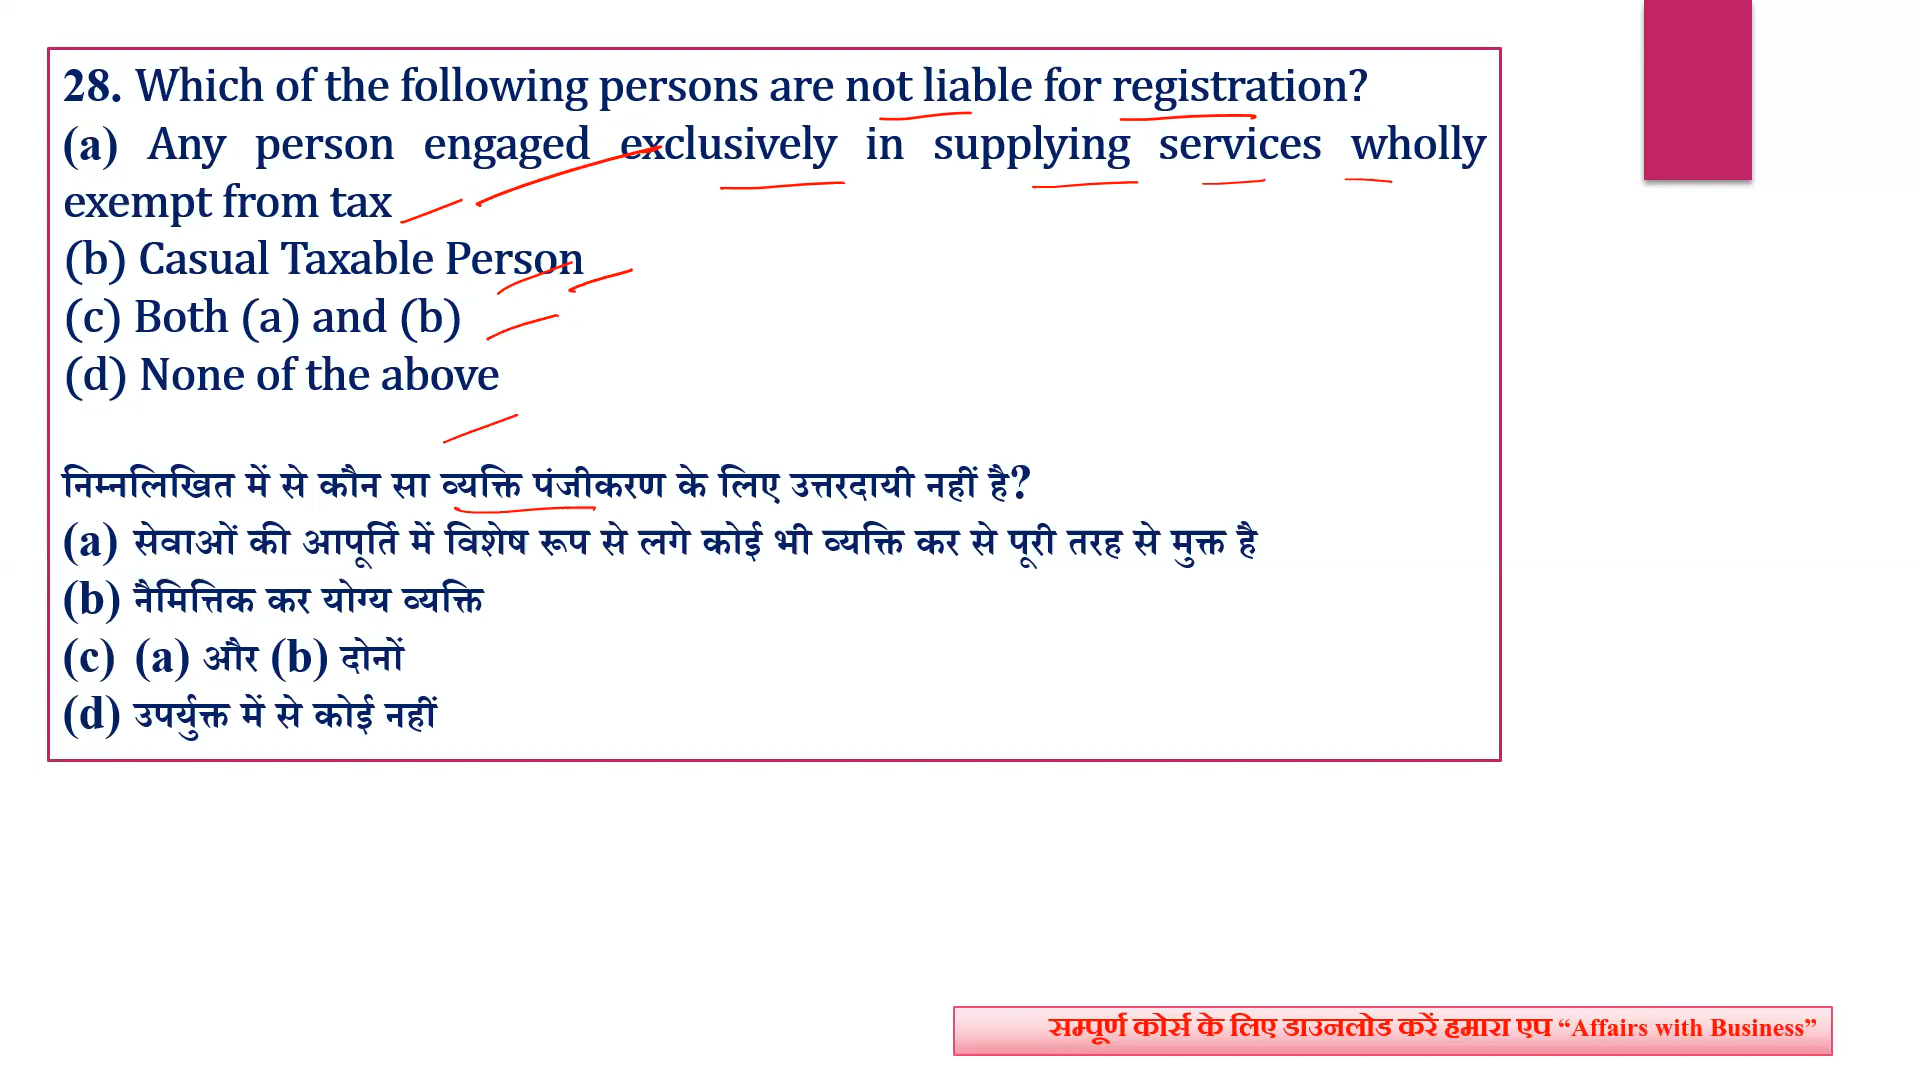 28. Which of the following persons are not liable for registration?
(a) Any person engaged exclusively in supplying services wholly
exempt from tax
(b) Casual Taxable Person
(c) Both (a) and (b)
(d) None of the above
निम्नलिखित में से कौन सा व्यक्ति पंजीकरण के लिए उत्तरदायी नहीं है?
(a) सेवाओं की आपूर्ति में विशेष रूप से लगे कोई भी व्यक्ति कर से पूरी तरह से मुक्त है
(b) नैमित्तिक कर योग्य व्यक्ति
(c) (a) और (b) दोनों
(d) उपर्युक्त में से कोई नहीं
सम्पूर्ण कोर्स के लिए डाउनलोड करें हमारा एप “Affairs with Business”